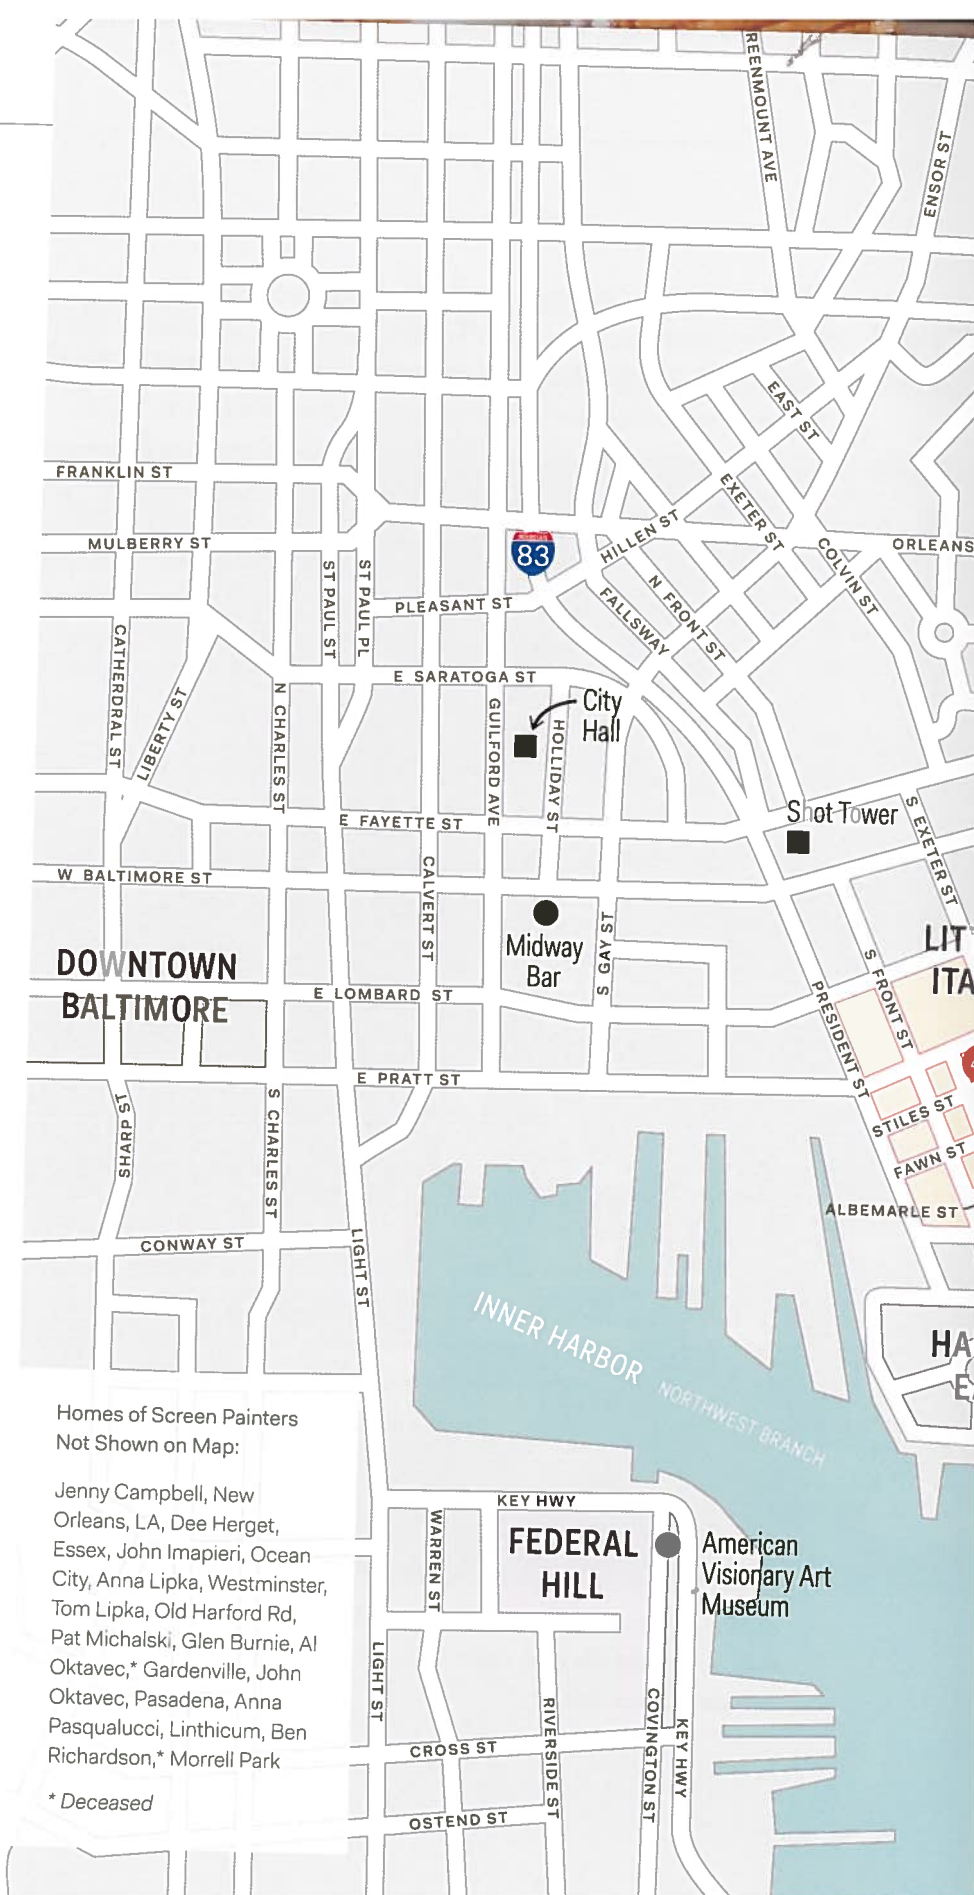 REENMOUNT AVE
ENSOR ST
EAST ST
FRANKLIN ST
EXETER ST
MULBERRY ST
HILLEN ST
ORLEANS
83
COLVIN ST
ST PAUL ST
ST PAUL PL
PLEASANT ST
FALLSWAY
N FRONT ST
CATHERDRAL ST
LIBERTY ST
N CHARLES ST
E SARATOGA ST
GUILFORD AVE
HOLLIDAY ST
City
Hall
Shot Tower
S EXETER ST
E FAYETTE ST
W BALTIMORE ST
CALVERT ST
Midway
Bar
S GAY ST
LIT
ITA
DOWNTOWN
BALTIMORE
E LOMBARD ST
PRESIDENT ST
S FRONT ST
E PRATT ST
SHARP ST
S CHARLES ST
STILES ST
FAWN ST
ALBEMARLE ST
CONWAY ST
LIGHT ST
INNER HARBOR
NORTHWEST BRANCH
HA
E
Homes of Screen Painters
Not Shown on Map:
Jenny Campbell, New
Orleans, LA, Dee Herget,
Essex, John Imapieri, Ocean
City, Anna Lipka, Westminster,
Tom Lipka, Old Harford Rd,
Pat Michalski, Glen Burnie, Al
Oktavec,* Gardenville, John
Oktavec, Pasadena, Anna
Pasqualucci, Linthicum, Ben
Richardson,* Morrell Park
* Deceased
KEY HWY
WARREN ST
FEDERAL
HILL
American
Visionary Art
Museum
LIGHT ST
RIVERSIDE ST
COVINGTON ST
KEY HWY
CROSS ST
OSTEND ST